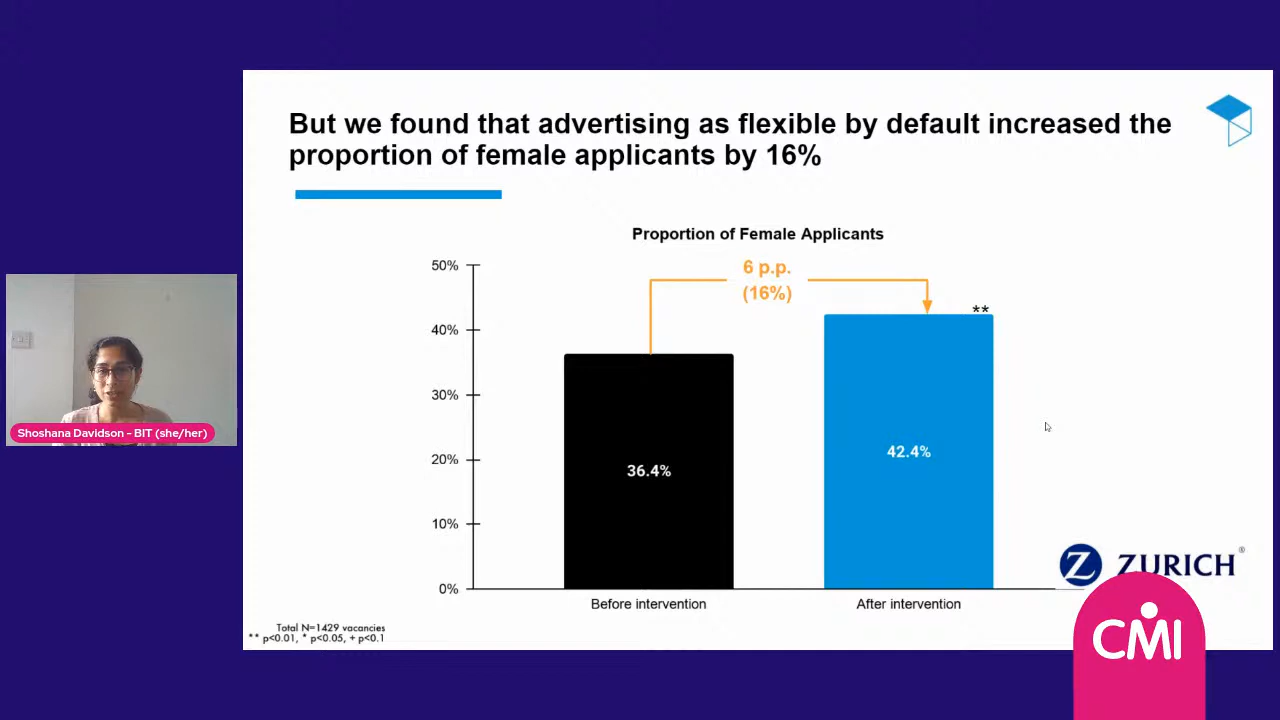 But we found that advertising as flexible by default increased the
proportion of female applicants by 16%
Proportion of Female Applicants
50%
40%
30%
20%
10%
0%
6 p.p.
(16%)
**
36.4%
42.4%
Before intervention
After intervention
Total N=1429 vacancies
** p<0.01, * p<0.05, + p<0.1
Z ZURICH®
CMI
Shoshana Davidson - BIT (she/her)